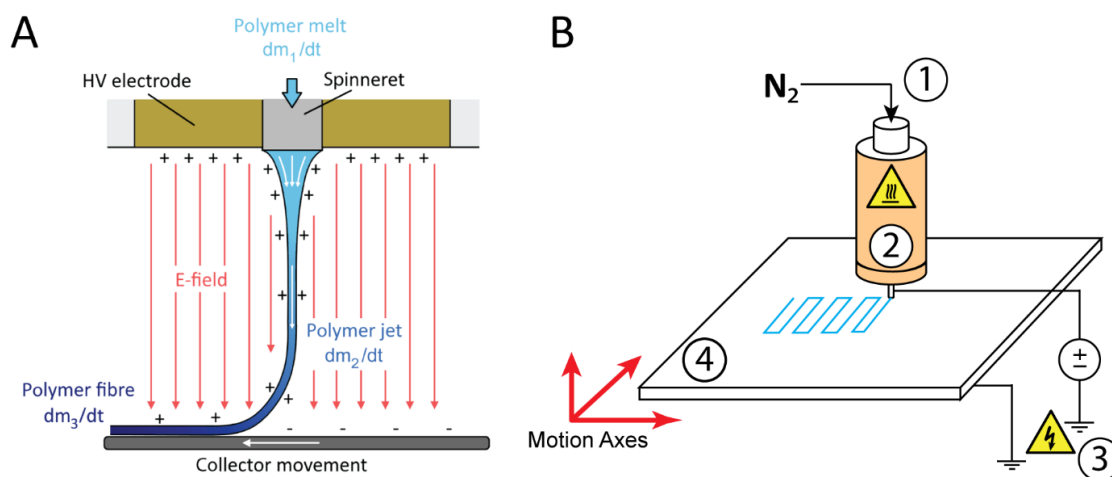 A
Polymer melt
dm₁/dt
HV electrode
Spinneret
+ + + + + + + +
E-field
Polymer jet
dm₂/dt
Polymer fibre
dm₃/dt
Collector movement
B
N₂
1
2
±
3
4
Motion Axes